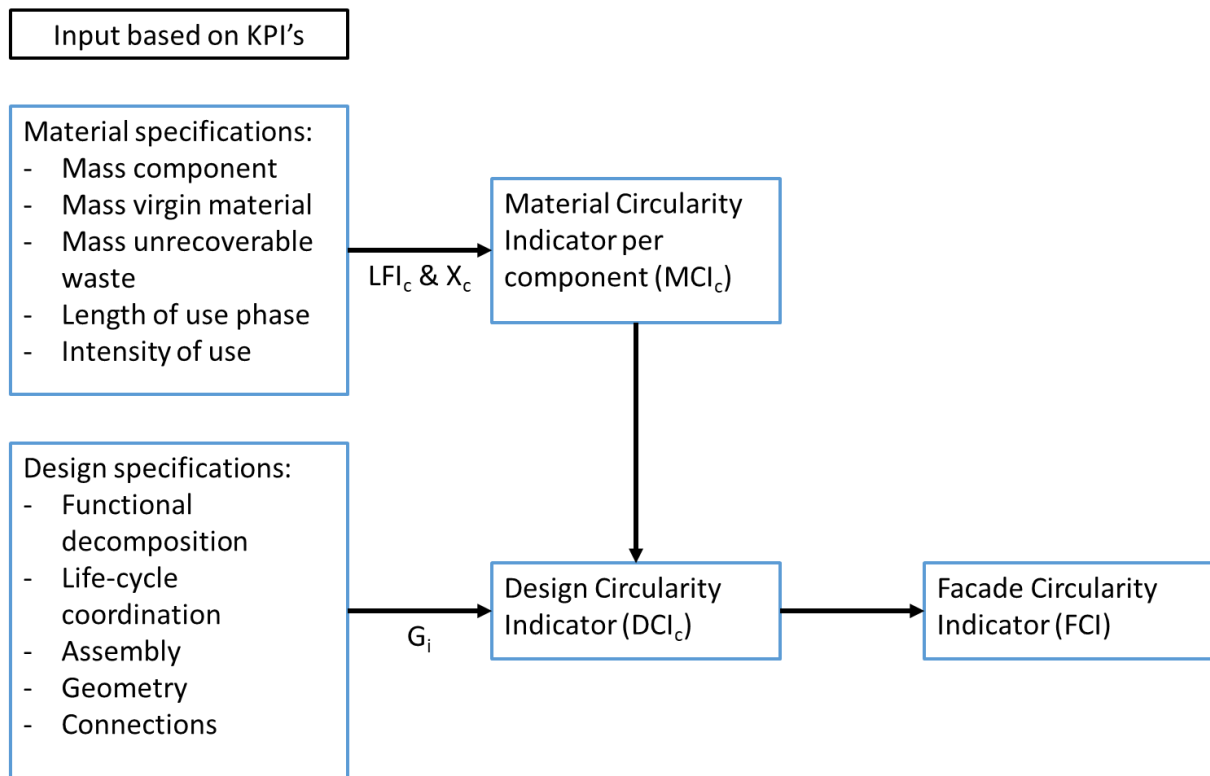 Input based on KPI’s
Material specifications:
- Mass component
- Mass virgin material
- Mass unrecoverable
waste
- Length of use phase
- Intensity of use
LFIc & Xc
Material Circularity
Indicator per
component (MCIc)
Design specifications:
- Functional
decomposition
- Life-cycle
coordination
- Assembly
- Geometry
- Connections
Gi
Design Circularity
Indicator (DCIc)
Facade Circularity
Indicator (FCI)